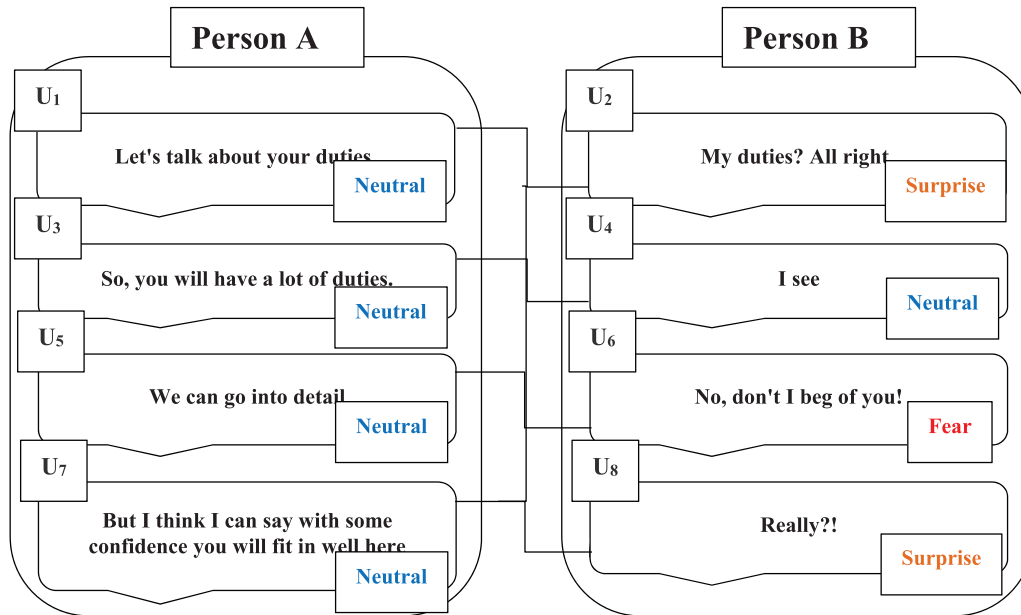 Person A
Person B
U1
Let's talk about your duties
Neutral
U2
My duties? All right
Surprise
U3
So, you will have a lot of duties.
Neutral
U4
I see
Neutral
U5
We can go into detail
Neutral
U6
No, don't I beg of you!
Fear
U7
But I think I can say with some
confidence you will fit in well here
Neutral
U8
Really?!
Surprise